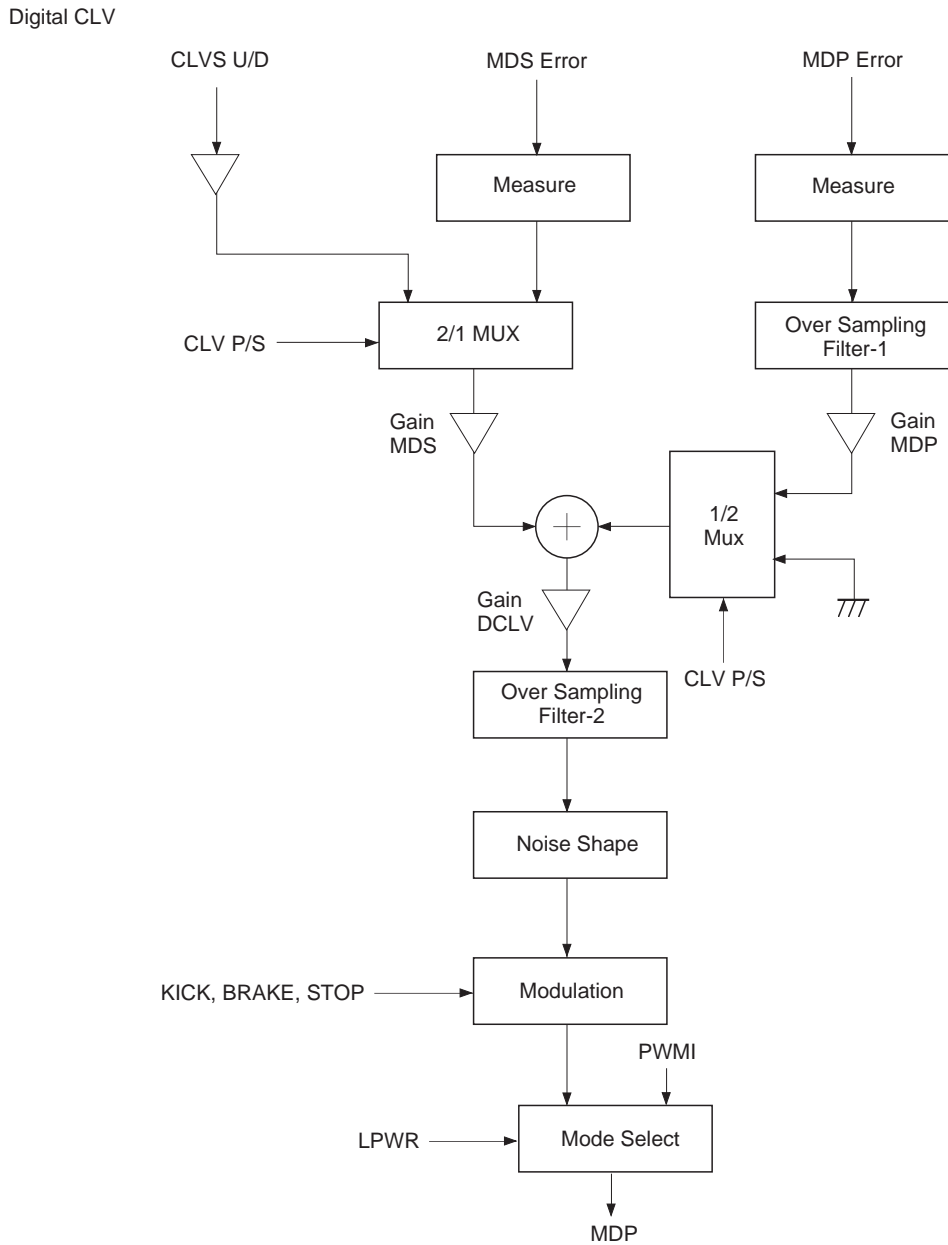 Digital CLV
CLVS U/D
MDS Error
MDP Error
Measure
Measure
2/1 MUX
Over Sampling
Filter-1
CLV P/S
Gain
MDS
Gain
MDP
1/2
Mux
Gain
DCLV
CLV P/S
Over Sampling
Filter-2
Noise Shape
KICK, BRAKE, STOP
Modulation
PWMI
LPWR
Mode Select
MDP